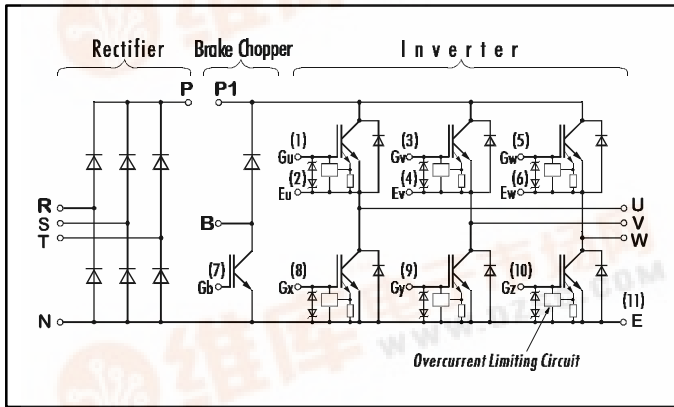 Rectifier
Brake Chopper
Inverter
P
P1
(1)
Gu
(2)
Eu
(3)
Gv
(4)
Ev
(5)
Gw
(6)
Ew
R
S
T
B
U
V
W
(7)
Gb
(8)
Gx
(9)
Gy
(10)
Gz
(11)
N
E
Overcurrent Limiting Circuit